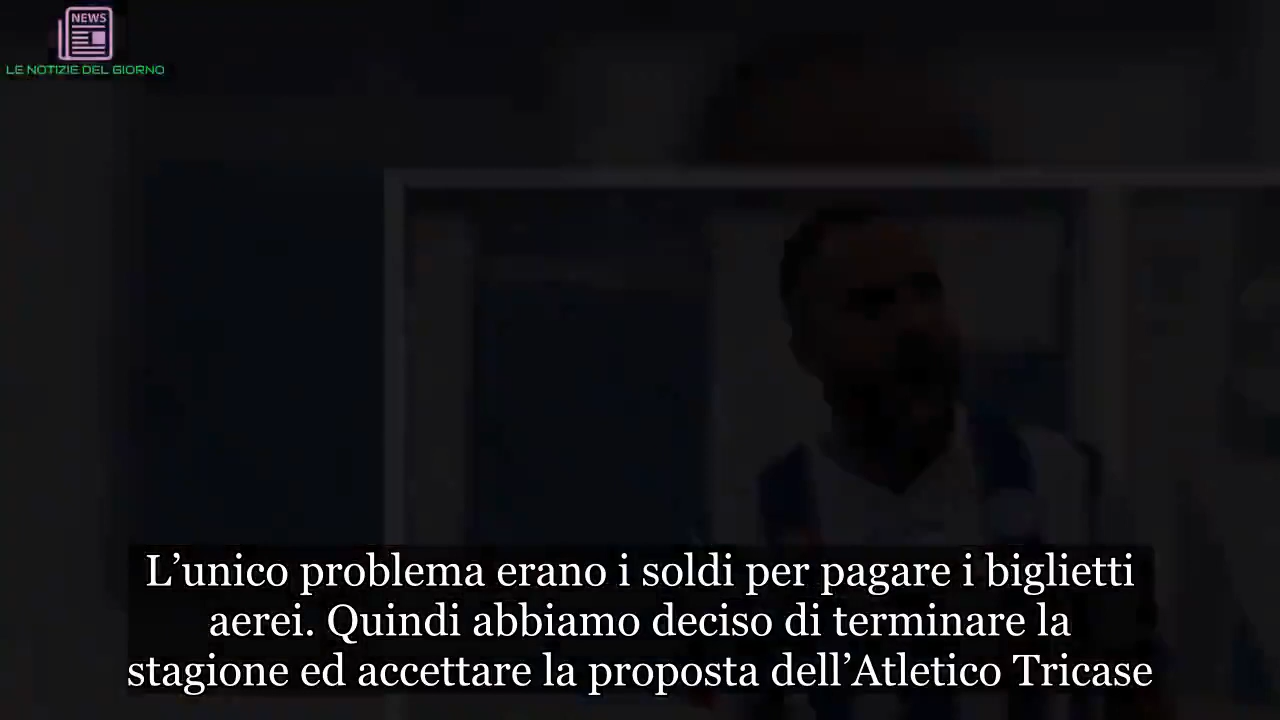 NEWS
LE NOTIZIE DEL GIORNO
L’unico problema erano i soldi per pagare i biglietti
aerei. Quindi abbiamo deciso di terminare la
stagione ed accettare la proposta dell’Atletico Tricase